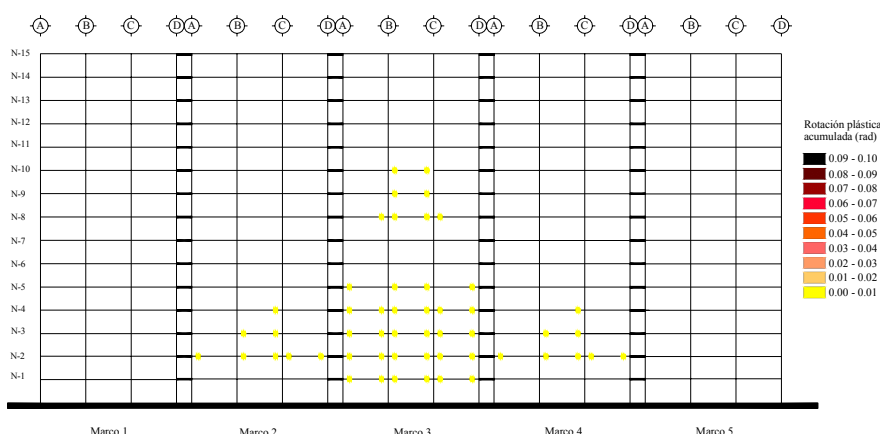 A B C D A B C D A B C D A B C D A B C D
N-15
N-14
N-13
N-12
N-11
N-10
N-9
N-8
N-7
N-6
N-5
N-4
N-3
N-2
N-1
Rotación plástica
acumulada (rad)
0.09 - 0.10
0.08 - 0.09
0.07 - 0.08
0.06 - 0.07
0.05 - 0.06
0.04 - 0.05
0.03 - 0.04
0.02 - 0.03
0.01 - 0.02
0.00 - 0.01
Marco 1 Marco 2 Marco 3 Marco 4 Marco 5